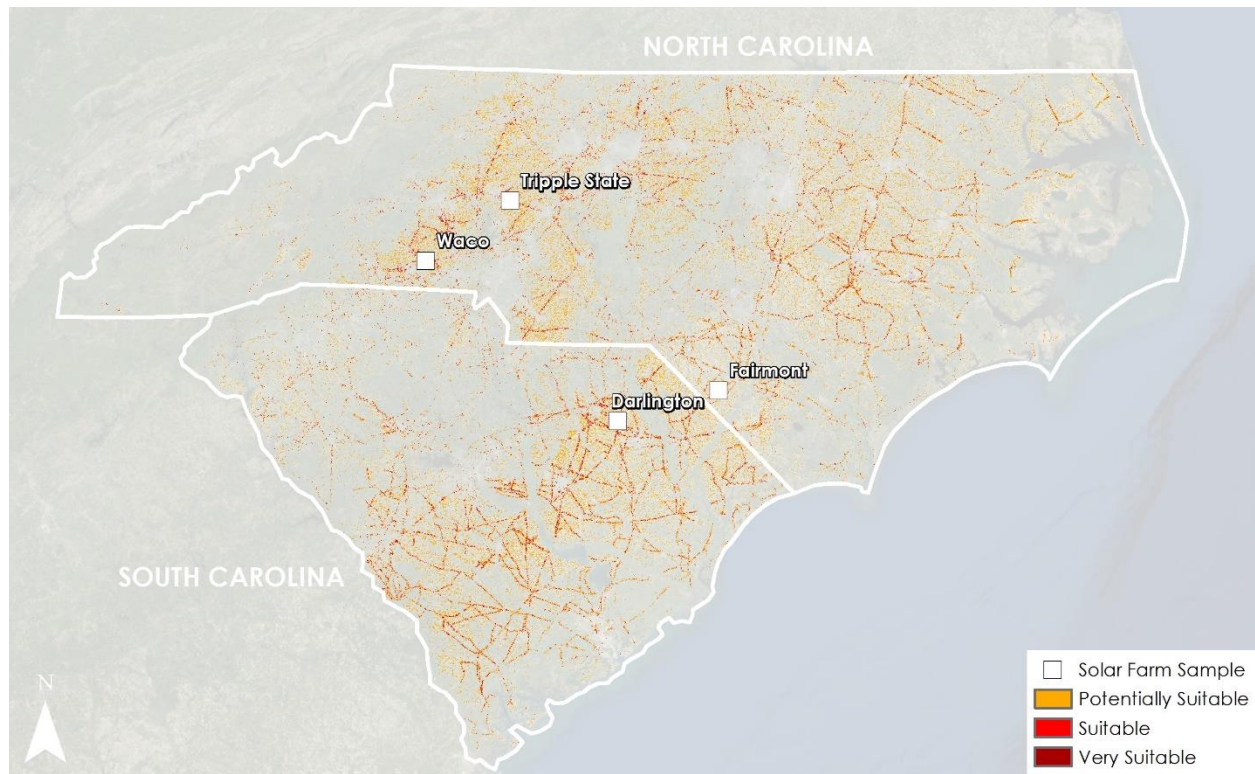 NORTH CAROLINA
Tripple State
Waco
Fairmont
Darlington
SOUTH CAROLINA
N
Solar Farm Sample
Potentially Suitable
Suitable
Very Suitable